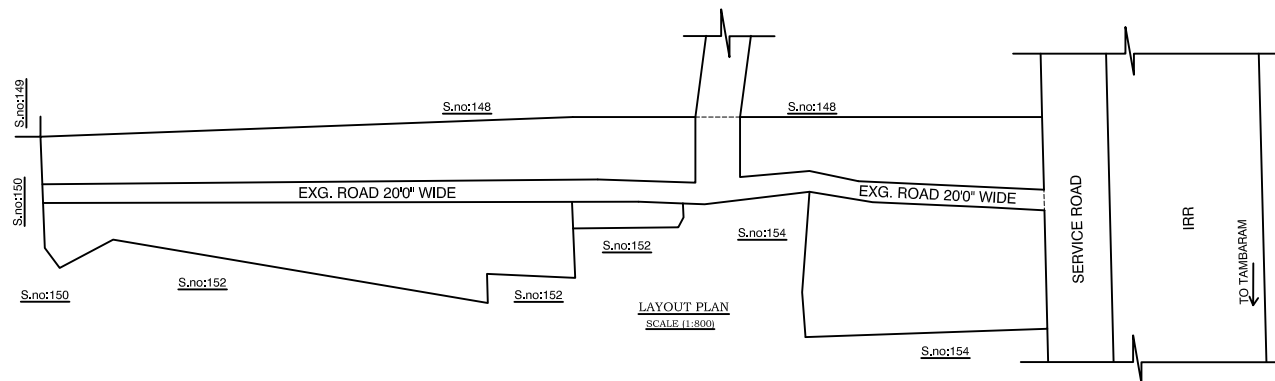 S.no:149
S.no:148
S.no:148
S.no:150
EXG. ROAD 20'0" WIDE
EXG. ROAD 20'0" WIDE
SERVICE ROAD
IRR
TO TAMBARAM
S.no:154
S.no:152
S.no:152
S.no:150
S.no:152
LAYOUT PLAN
SCALE (1:800)
S.no:154